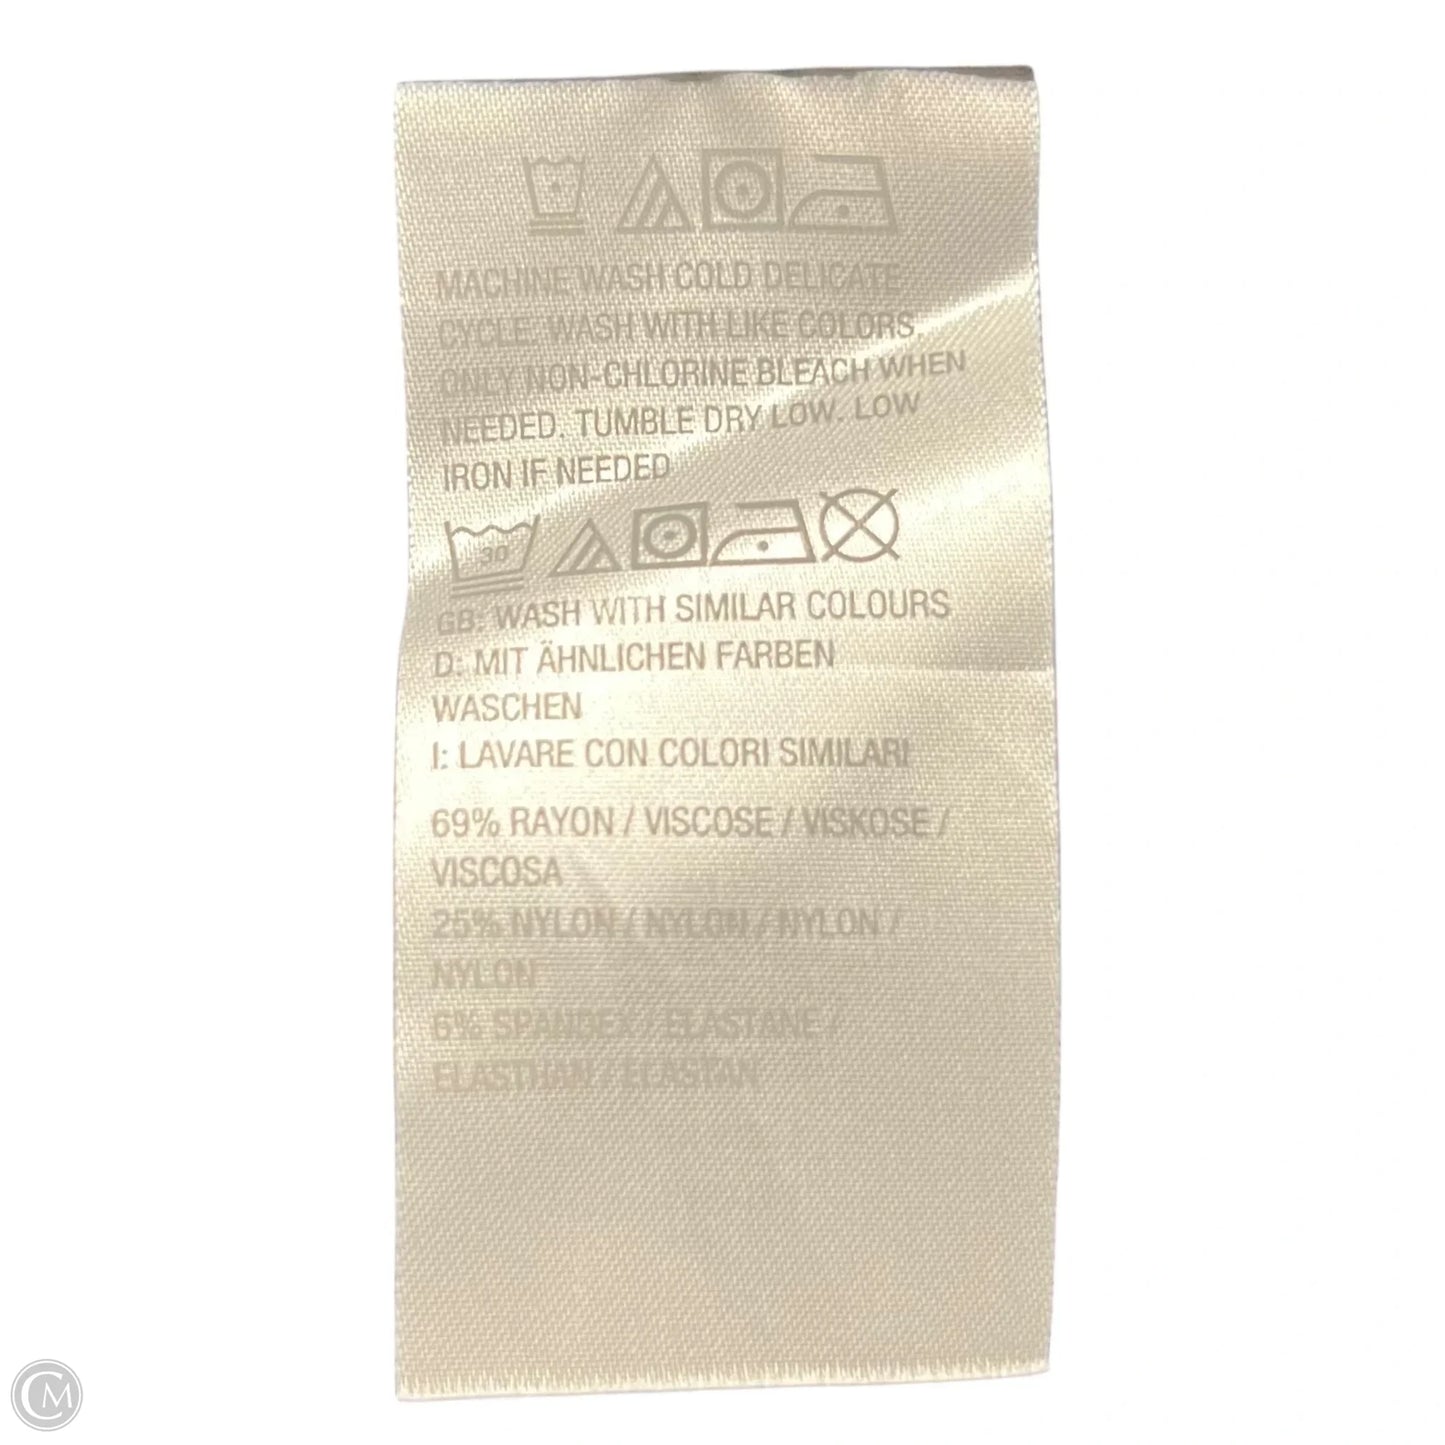 MACHINE WASH COLD DELICATE
CYCLE. WASH WITH LIKE COLORS.
ONLY NON-CHLORINE BLEACH WHEN
NEEDED. TUMBLE DRY LOW. LOW
IRON IF NEEDED
30
GB: WASH WITH SIMILAR COLOURS
D: MIT ÄHNLICHEN FARBEN
WASCHEN
I: LAVARE CON COLORI SIMILARI
69% RAYON / VISCOSE / VISKOSE /
VISCOSA
25% NYLON / NYLON / NYLON /
NYLON
6% SPANDEX / ELASTANE /
ELASTHAN / ELASTAN
CM